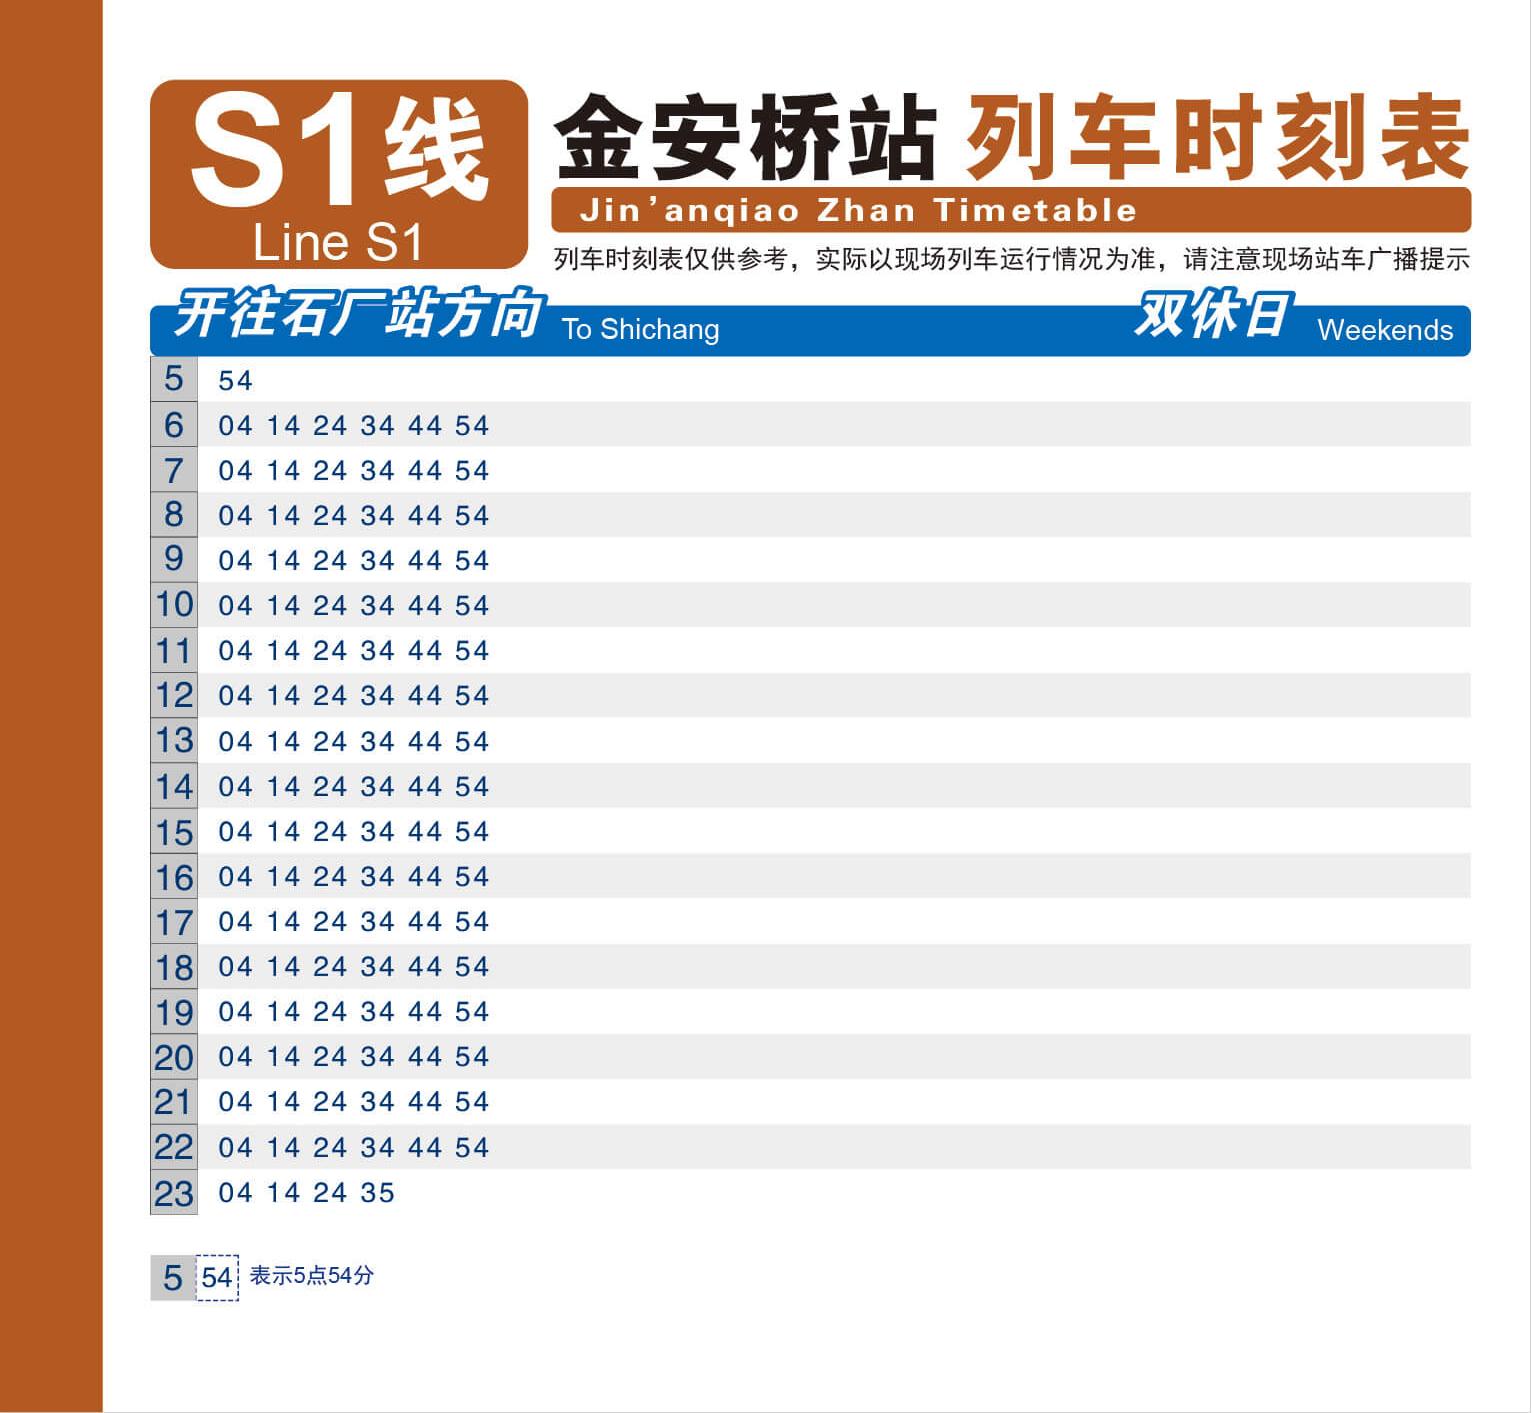 S1线
Line S1
金安桥站 列车时刻表
Jin'anqiao Zhan Timetable
列车时刻表仅供参考，实际以现场列车运行情况为准，请注意现场站车广播提示
开往石厂站方向 To Shichang 双休日 Weekends
5 54
6 04 14 24 34 44 54
7 04 14 24 34 44 54
8 04 14 24 34 44 54
9 04 14 24 34 44 54
10 04 14 24 34 44 54
11 04 14 24 34 44 54
12 04 14 24 34 44 54
13 04 14 24 34 44 54
14 04 14 24 34 44 54
15 04 14 24 34 44 54
16 04 14 24 34 44 54
17 04 14 24 34 44 54
18 04 14 24 34 44 54
19 04 14 24 34 44 54
20 04 14 24 34 44 54
21 04 14 24 34 44 54
22 04 14 24 34 44 54
23 04 14 24 35
5 54 表示5点54分